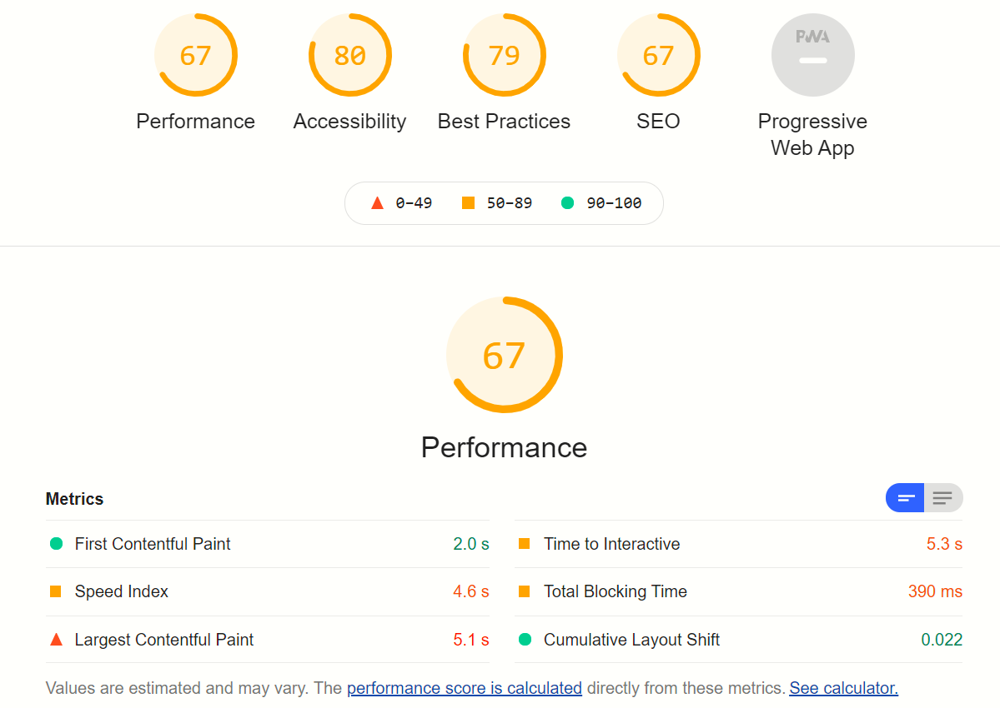 67 80 79 67 PWA
Performance Accessibility Best Practices SEO Progressive
Web App
0–49 50–89 90–100
67
Performance
Metrics
First Contentful Paint 2.0 s Time to Interactive 5.3 s
Speed Index 4.6 s Total Blocking Time 390 ms
Largest Contentful Paint 5.1 s Cumulative Layout Shift 0.022
Values are estimated and may vary. The performance score is calculated directly from these metrics. See calculator.